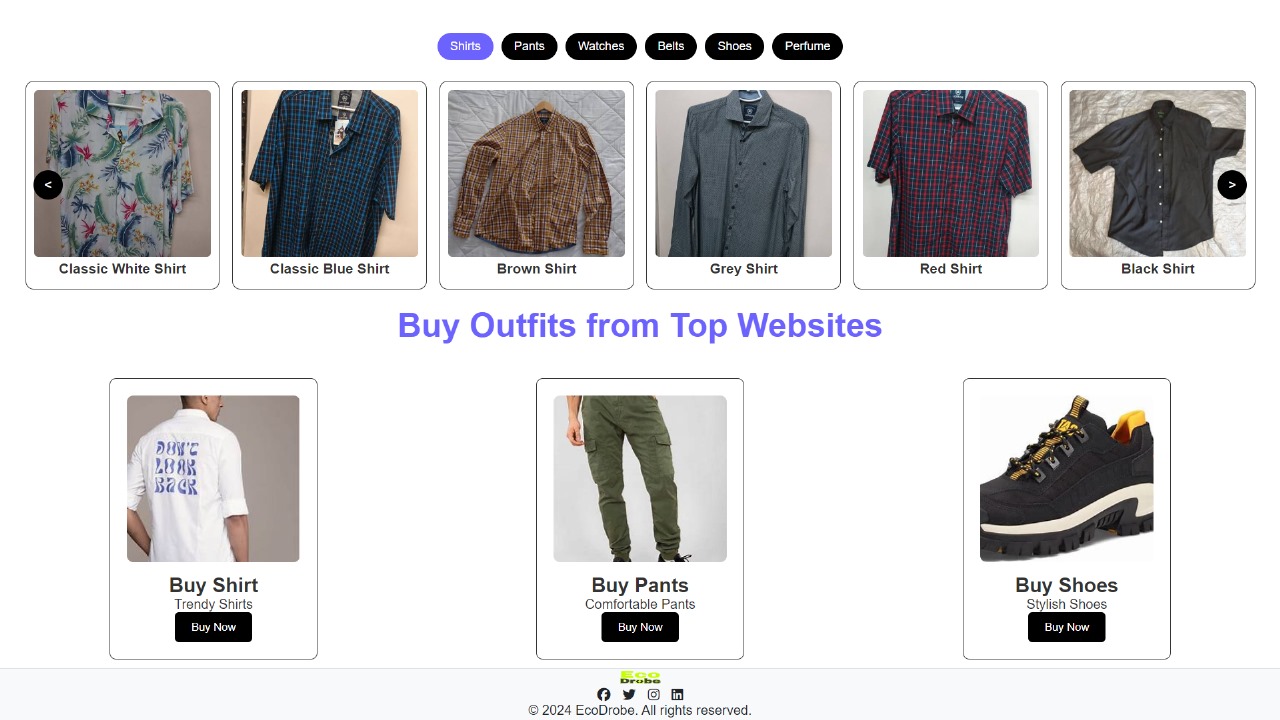 Shirts Pants Watches Belts Shoes Perfume
< >
Classic White Shirt Classic Blue Shirt Brown Shirt Grey Shirt Red Shirt Black Shirt
Buy Outfits from Top Websites
DON'T
LOOK
BACK
Buy Shirt
Trendy Shirts
Buy Now
Buy Pants
Comfortable Pants
Buy Now
Buy Shoes
Stylish Shoes
Buy Now
Eco
Drobe
© 2024 EcoDrobe. All rights reserved.